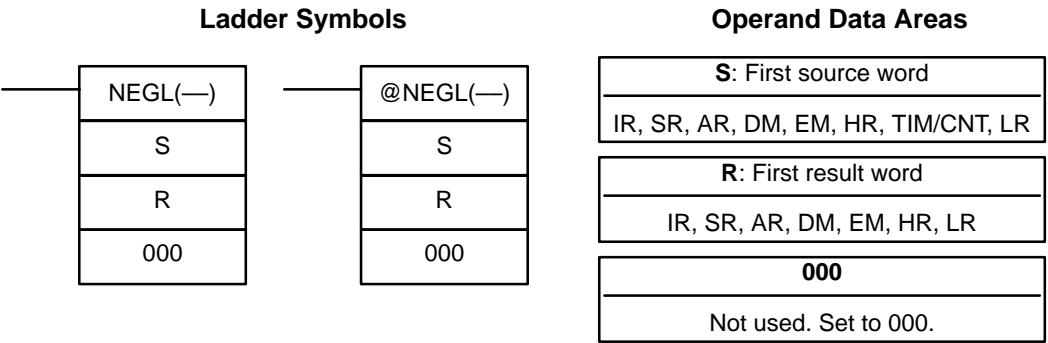 Ladder Symbols
NEGL(—)
S
R
000
@NEGL(—)
S
R
000
Operand Data Areas
S: First source word
IR, SR, AR, DM, EM, HR, TIM/CNT, LR
R: First result word
IR, SR, AR, DM, EM, HR, LR
000
Not used. Set to 000.